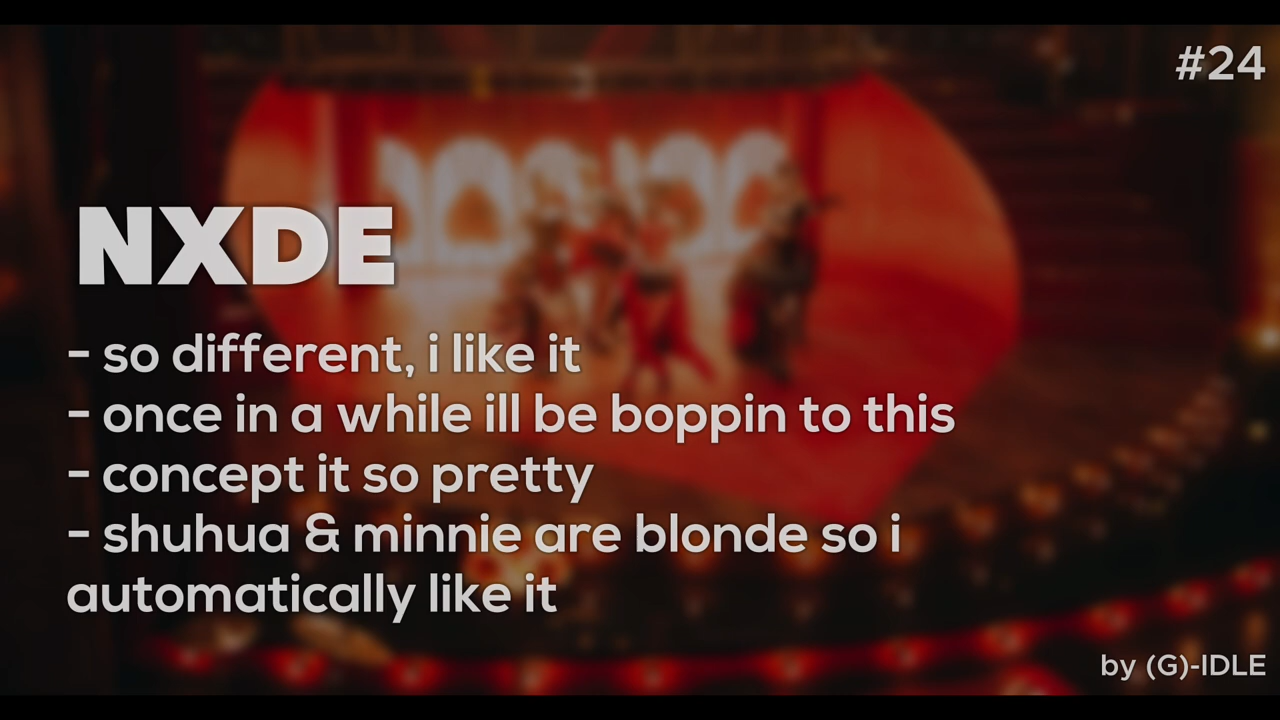 #24
NXDE
- so different, i like it
- once in a while ill be boppin to this
- concept it so pretty
- shuhua & minnie are blonde so i
automatically like it
by (G)-IDLE